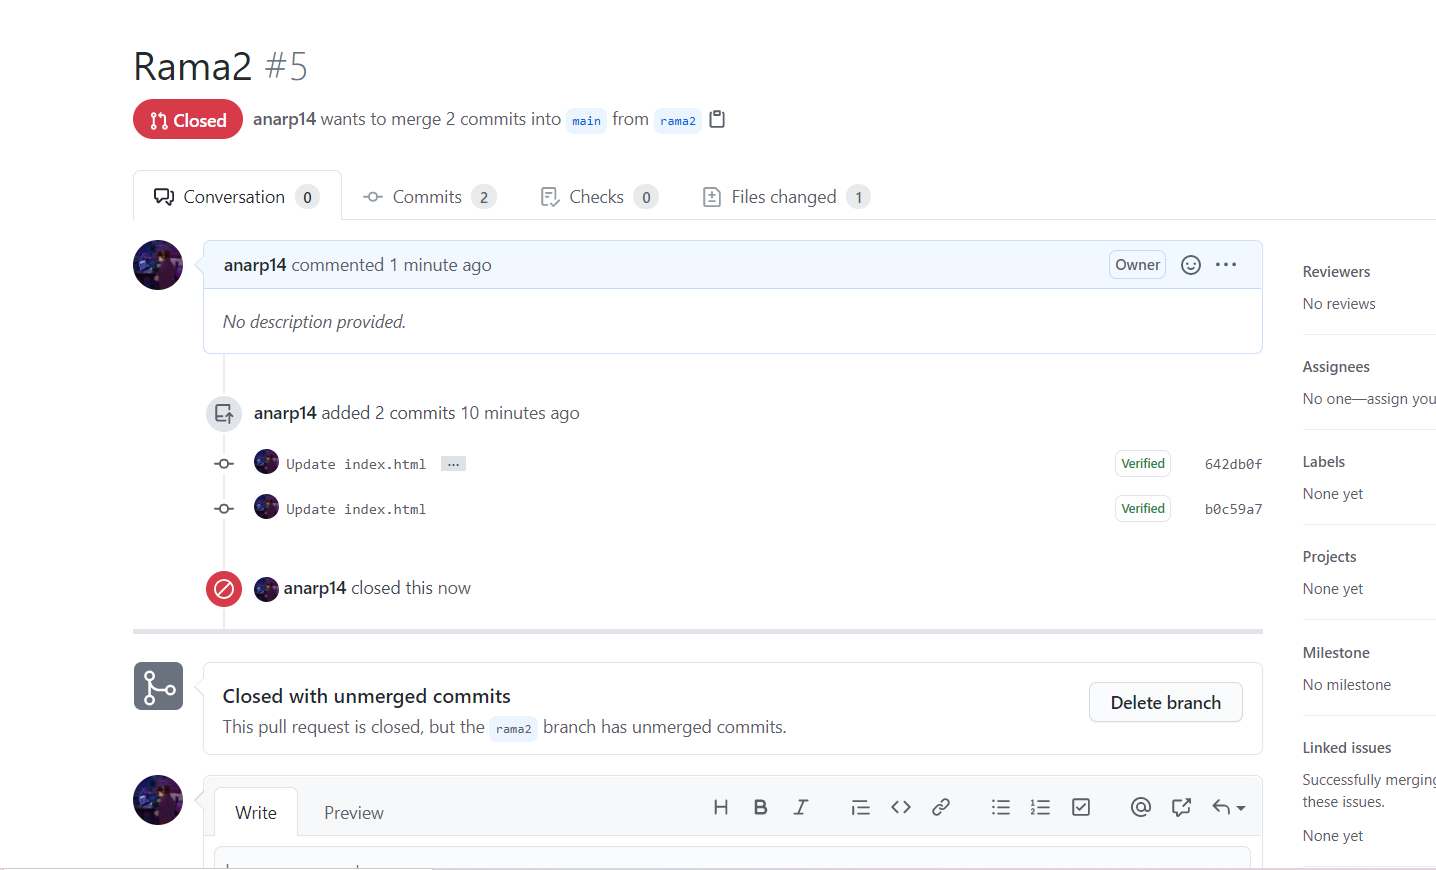 Rama2 #5
Closed anarp14 wants to merge 2 commits into main from rama2
Conversation 0 Commits 2 Checks 0 Files changed 1
anarp14 commented 1 minute ago Owner ...
No description provided.
anarp14 added 2 commits 10 minutes ago
Update index.html ... Verified 642db0f
Update index.html Verified b0c59a7
anarp14 closed this now
Closed with unmerged commits
This pull request is closed, but the rama2 branch has unmerged commits.
Delete branch
Write Preview H B I
Reviewers
No reviews
Assignees
No one—assign you
Labels
None yet
Projects
None yet
Milestone
No milestone
Linked issues
Successfully merging
these issues.
None yet